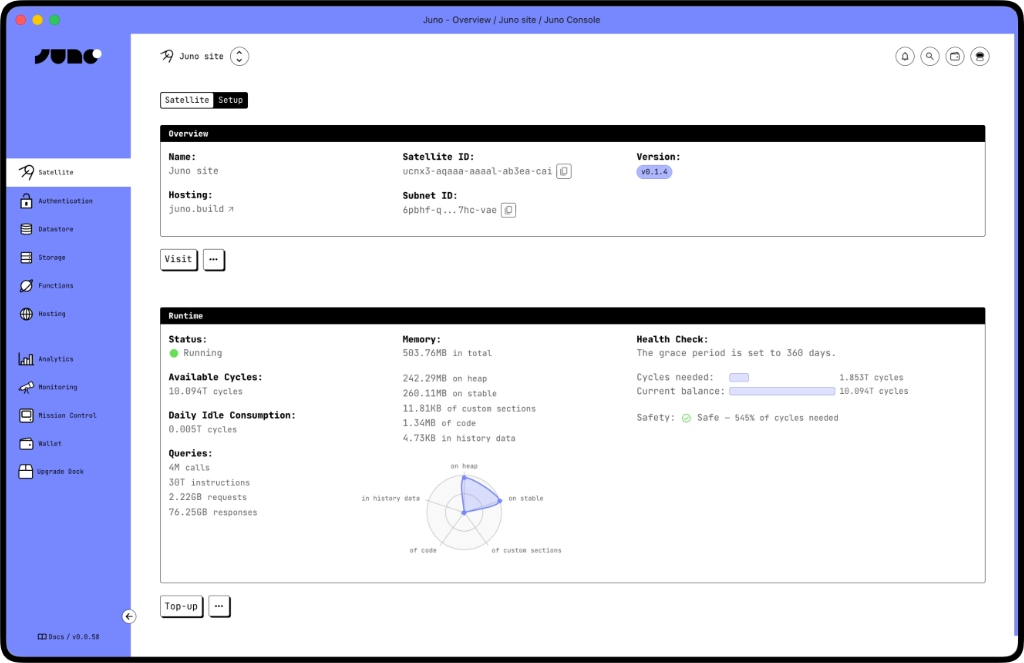 Juno - Overview / Juno site / Juno Console
JUNO
Juno site
Satellite Setup
Satellite
Authentication
Datastore
Storage
Functions
Hosting
Analytics
Monitoring
Mission Control
Wallet
Upgrade Dock
Docs / v0.0.58
Overview
Name:
Juno site
Hosting:
juno.build ↗
Satellite ID:
ucnx3-aqaaa-aaaal-ab3ea-cai
Subnet ID:
6pbhf-q...7hc-vae
Version:
v0.1.4
Visit ...
Runtime
Status:
Running
Available Cycles:
10.094T cycles
Daily Idle Consumption:
0.005T cycles
Queries:
4M calls
30T instructions
2.22GB requests
76.25GB responses
Memory:
503.76MB in total
242.29MB on heap
260.11MB on stable
11.81KB of custom sections
1.34MB of code
4.73KB in history data
on heap
in history data
on stable
of code
of custom sections
Health Check:
The grace period is set to 360 days.
Cycles needed: 1.853T cycles
Current balance: 10.094T cycles
Safety: Safe — 545% of cycles needed
Top-up ...